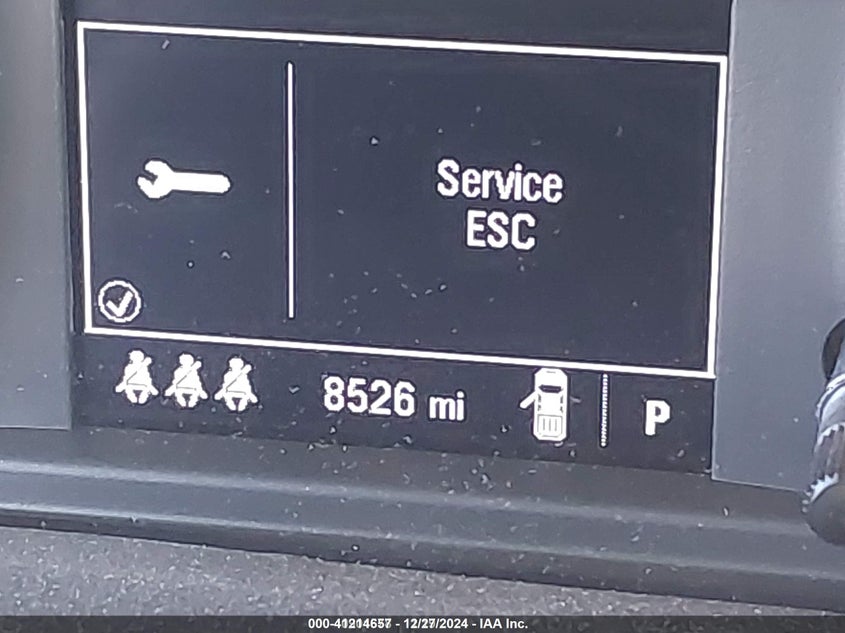 Service
ESC
8526 mi
P
000-41214657 - 12/27/2024 - IAA Inc.